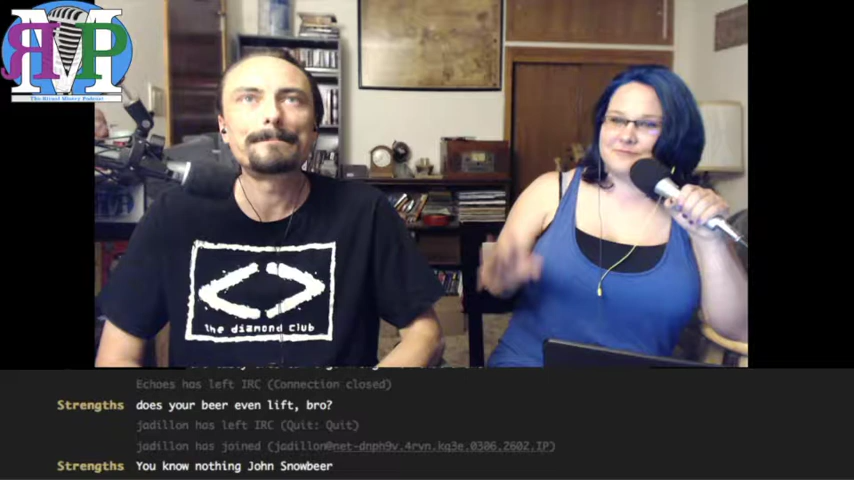 RMP
The Ritual Misery Podcast
the diamond club
Echoes has left IRC (Connection closed)
Strengths does your beer even lift, bro?
jadillon has left IRC (Quit: Quit)
jadillon has joined (jadillon@net-dnph9v.4rvn.kq3e.0306.2602.IP)
Strengths You know nothing John Snowbeer